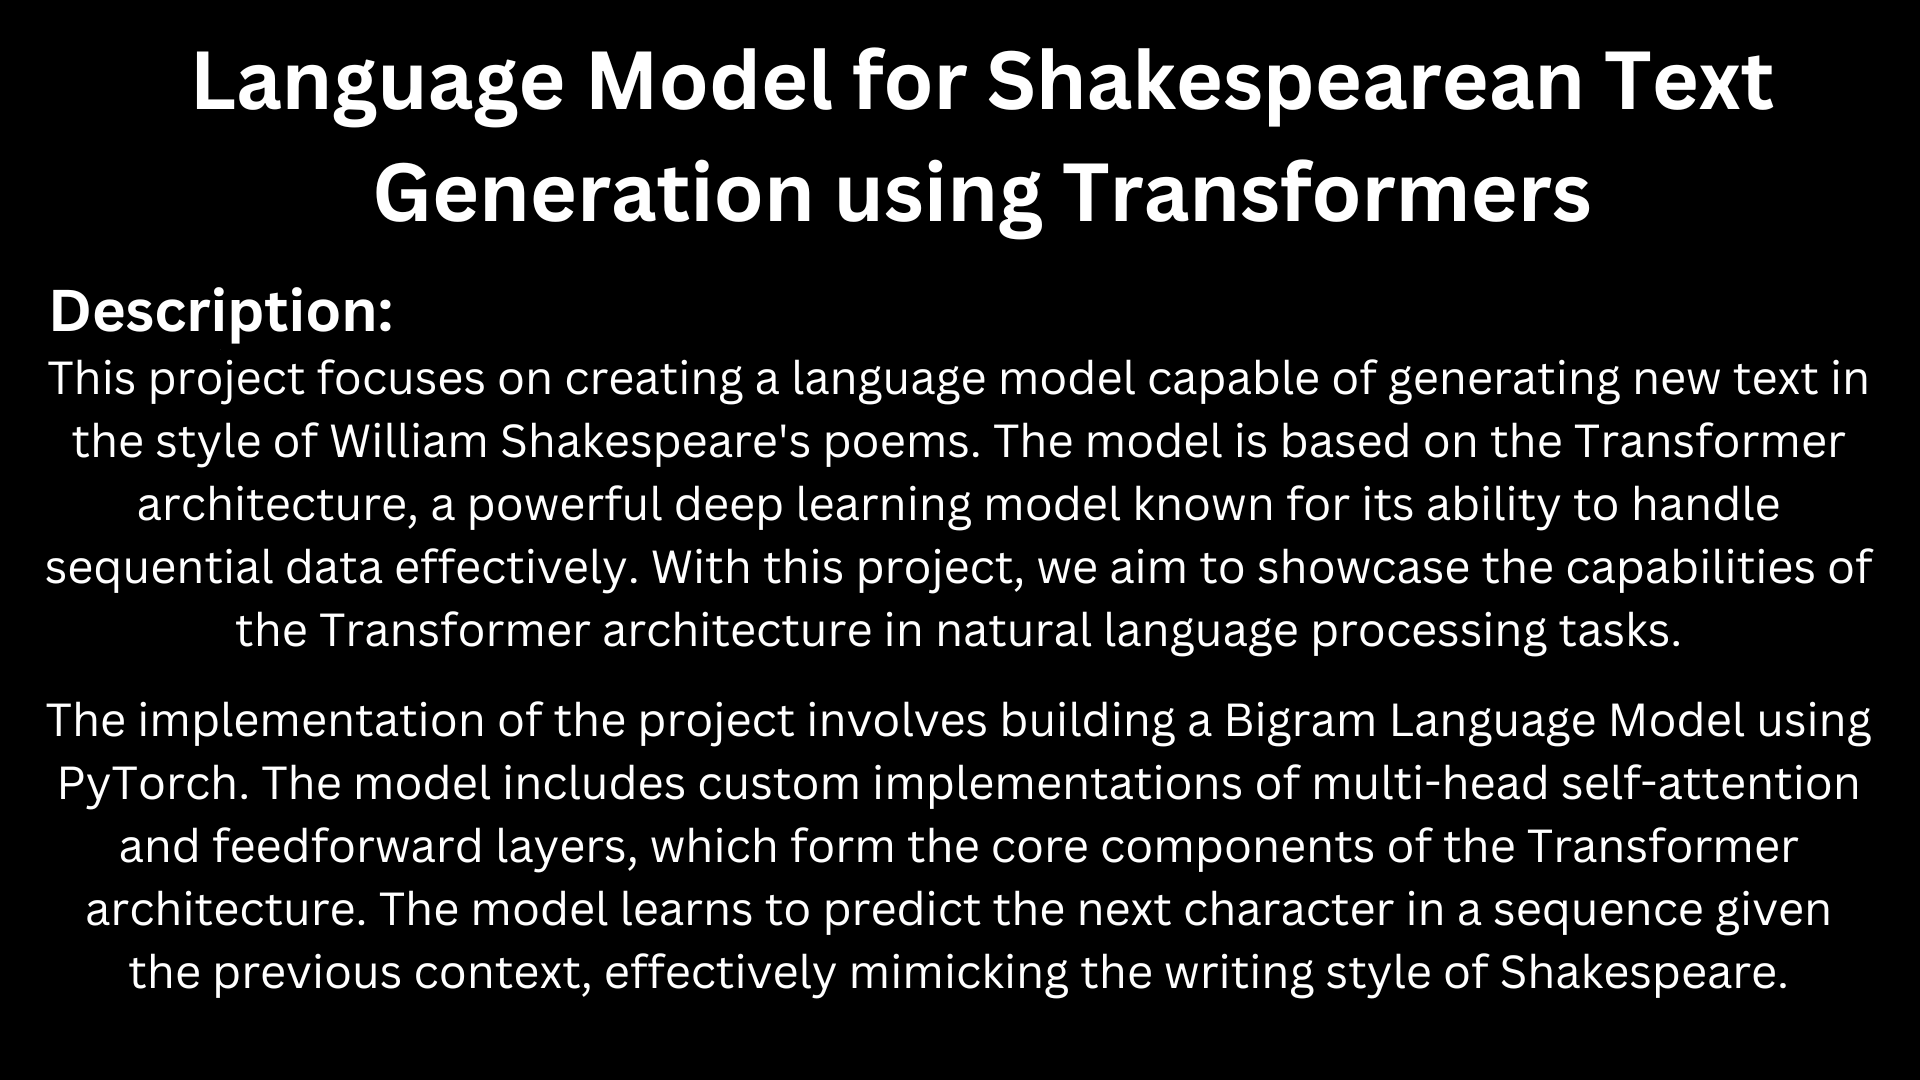 Language Model for Shakespearean Text
Generation using Transformers
Description:
This project focuses on creating a language model capable of generating new text in
the style of William Shakespeare's poems. The model is based on the Transformer
architecture, a powerful deep learning model known for its ability to handle
sequential data effectively. With this project, we aim to showcase the capabilities of
the Transformer architecture in natural language processing tasks.
The implementation of the project involves building a Bigram Language Model using
PyTorch. The model includes custom implementations of multi-head self-attention
and feedforward layers, which form the core components of the Transformer
architecture. The model learns to predict the next character in a sequence given
the previous context, effectively mimicking the writing style of Shakespeare.